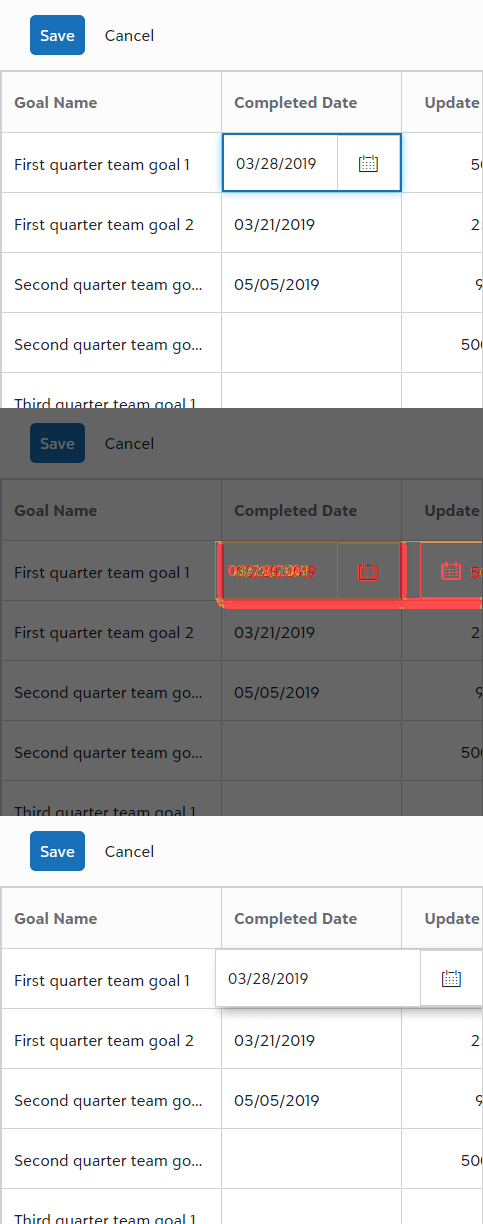 Save Cancel
Goal Name Completed Date Update
First quarter team goal 1 03/28/2019 50
First quarter team goal 2 03/21/2019 2
Second quarter team go... 05/05/2019 9
Second quarter team go... 500
Third quarter team goal 1
Save Cancel
Goal Name Completed Date Update
First quarter team goal 1
First quarter team goal 2 03/21/2019 2
Second quarter team go... 05/05/2019 9
Second quarter team go... 500
Third quarter team goal 1
Save Cancel
Goal Name Completed Date Update
First quarter team goal 1 03/28/2019
First quarter team goal 2 03/21/2019 2
Second quarter team go... 05/05/2019 9
Second quarter team go... 500
Third quarter team goal 1